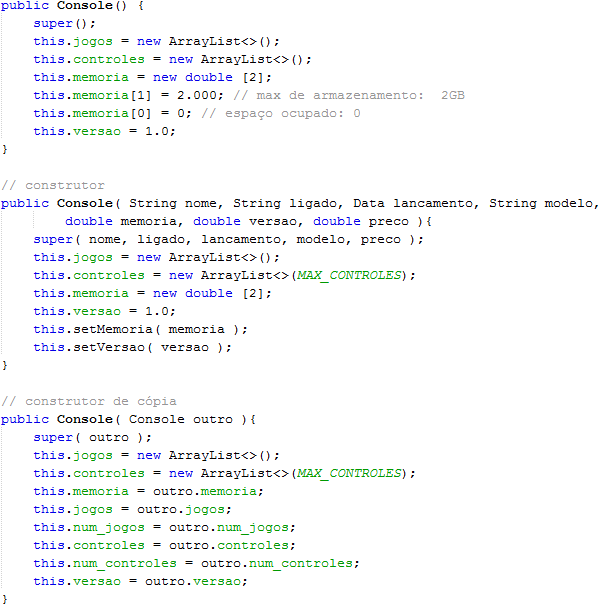 public Console() {
    super();
    this.jogos = new ArrayList<>();
    this.controles = new ArrayList<>();
    this.memoria = new double [2];
    this.memoria[1] = 2.000; // max de armazenamento:  2GB
    this.memoria[0] = 0; // espaço ocupado: 0
    this.versao = 1.0;
}
// construtor
public Console( String nome, String ligado, Data lancamento, String modelo,
        double memoria, double versao, double preco ){
    super( nome, ligado, lancamento, modelo, preco );
    this.jogos = new ArrayList<>();
    this.controles = new ArrayList<>(MAX_CONTROLES);
    this.memoria = new double [2];
    this.versao = 1.0;
    this.setMemoria( memoria );
    this.setVersao( versao );
}
// construtor de cópia
public Console( Console outro ){
    super( outro );
    this.jogos = new ArrayList<>();
    this.controles = new ArrayList<>(MAX_CONTROLES);
    this.memoria = outro.memoria;
    this.jogos = outro.jogos;
    this.num_jogos = outro.num_jogos;
    this.controles = outro.controles;
    this.num_controles = outro.num_controles;
    this.versao = outro.versao;
}